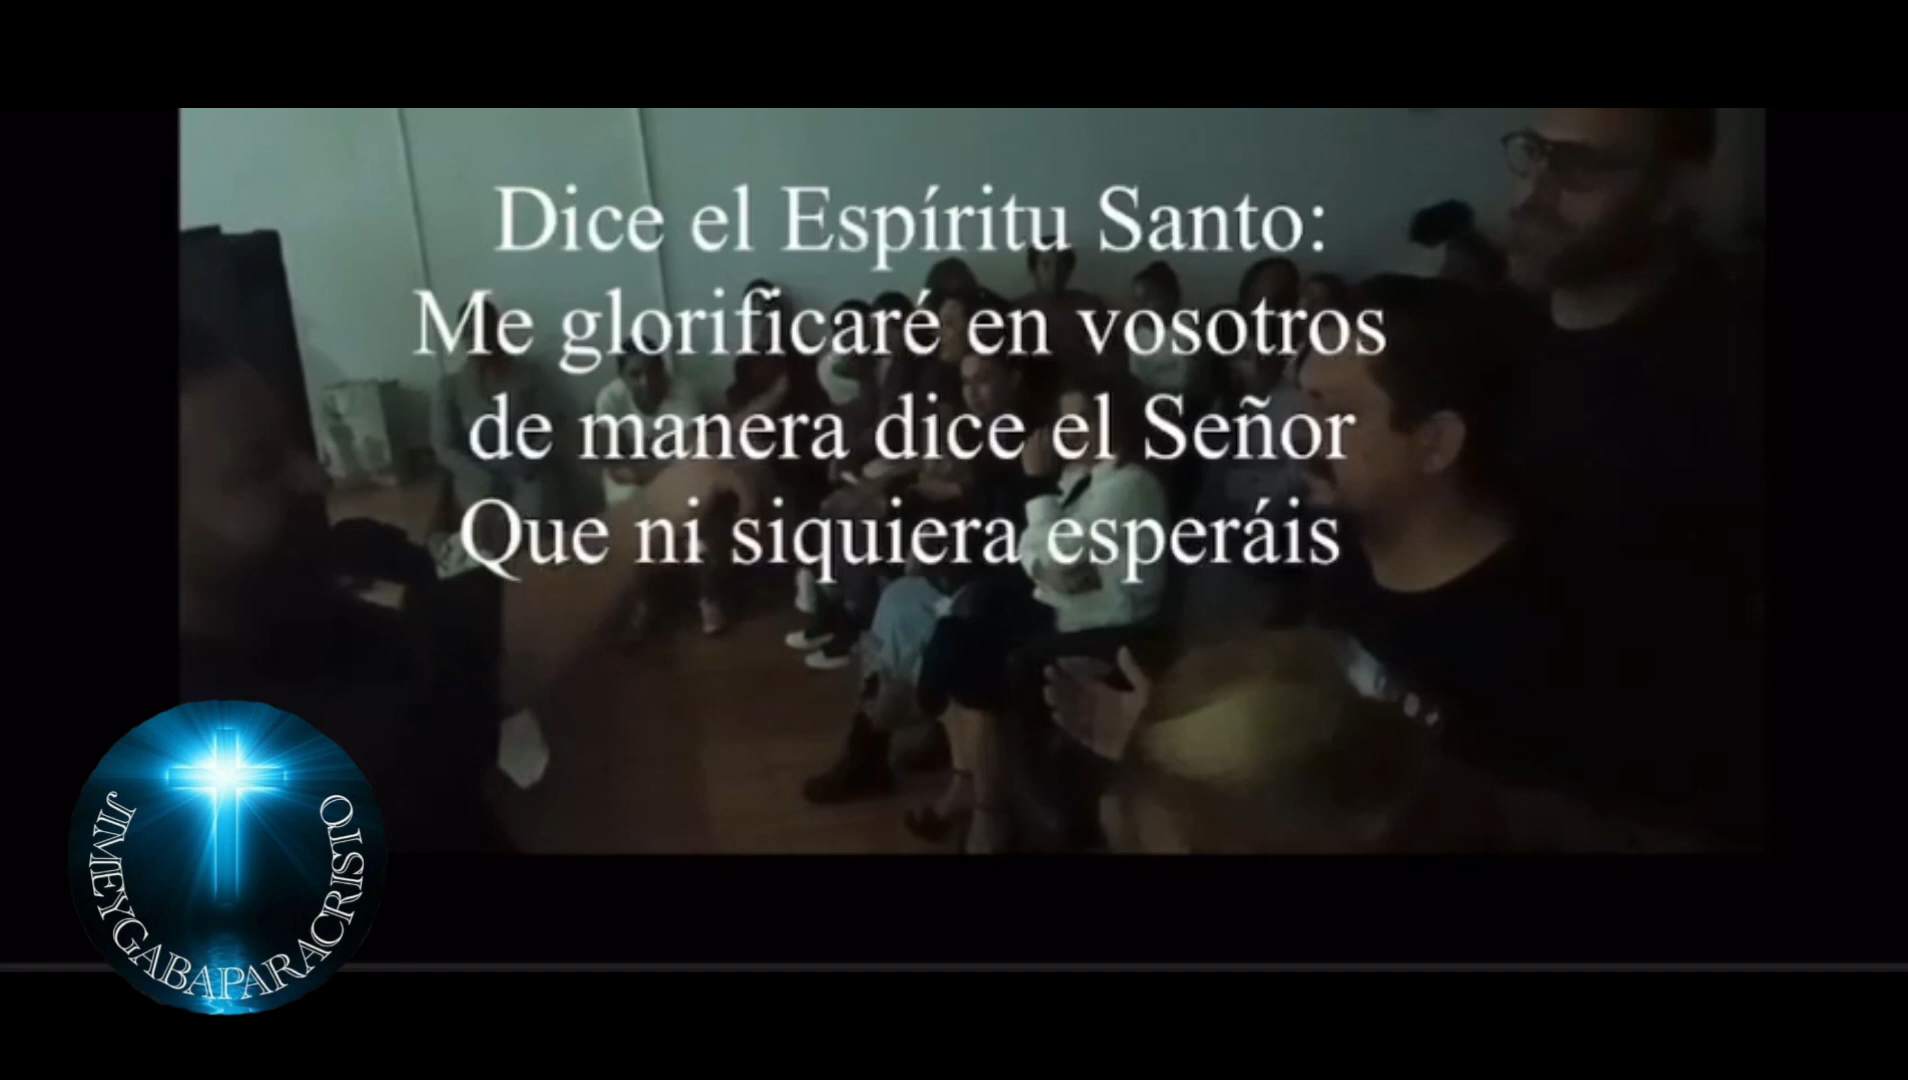 Dice el Espíritu Santo:
Me glorificaré en vosotros
de manera dice el Señor
Que ni siquiera esperáis
JIMEYGABAPARACRISTO